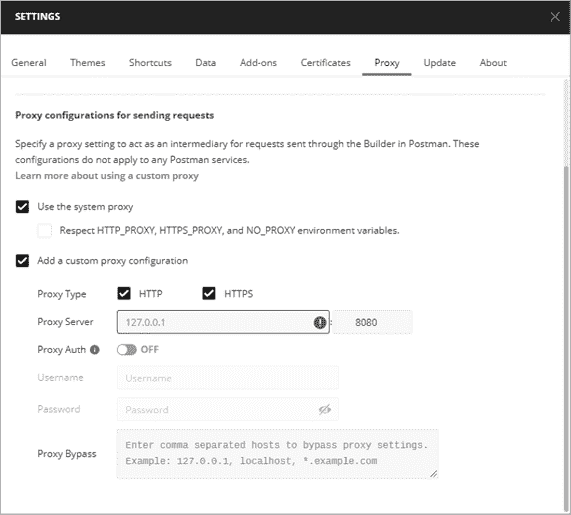 SETTINGS
General Themes Shortcuts Data Add-ons Certificates Proxy Update About
Proxy configurations for sending requests
Specify a proxy setting to act as an intermediary for requests sent through the Builder in Postman. These
configurations do not apply to any Postman services.
Learn more about using a custom proxy
Use the system proxy
Respect HTTP_PROXY, HTTPS_PROXY, and NO_PROXY environment variables.
Add a custom proxy configuration
Proxy Type HTTP HTTPS
Proxy Server 127.0.0.1 : 8080
Proxy Auth OFF
Username Username
Password Password
Enter comma separated hosts to bypass proxy settings.
Proxy Bypass
Example: 127.0.0.1, localhost, *.example.com